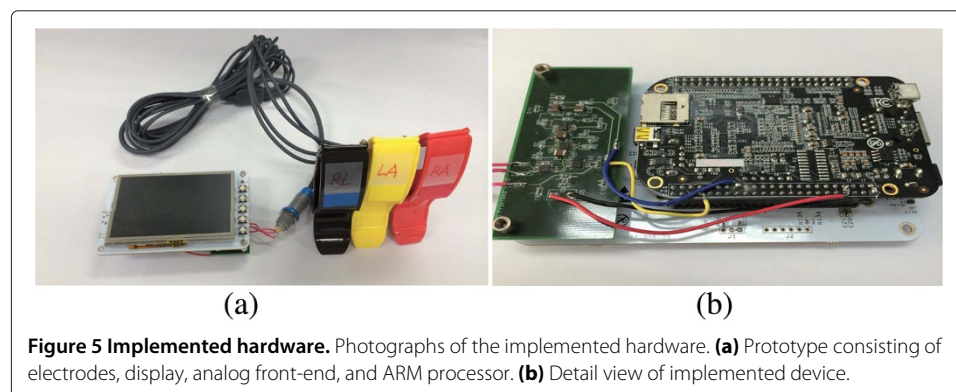 RL
LA
RA
(a)
(b)
Figure 5 Implemented hardware. Photographs of the implemented hardware. (a) Prototype consisting of
electrodes, display, analog front-end, and ARM processor. (b) Detail view of implemented device.